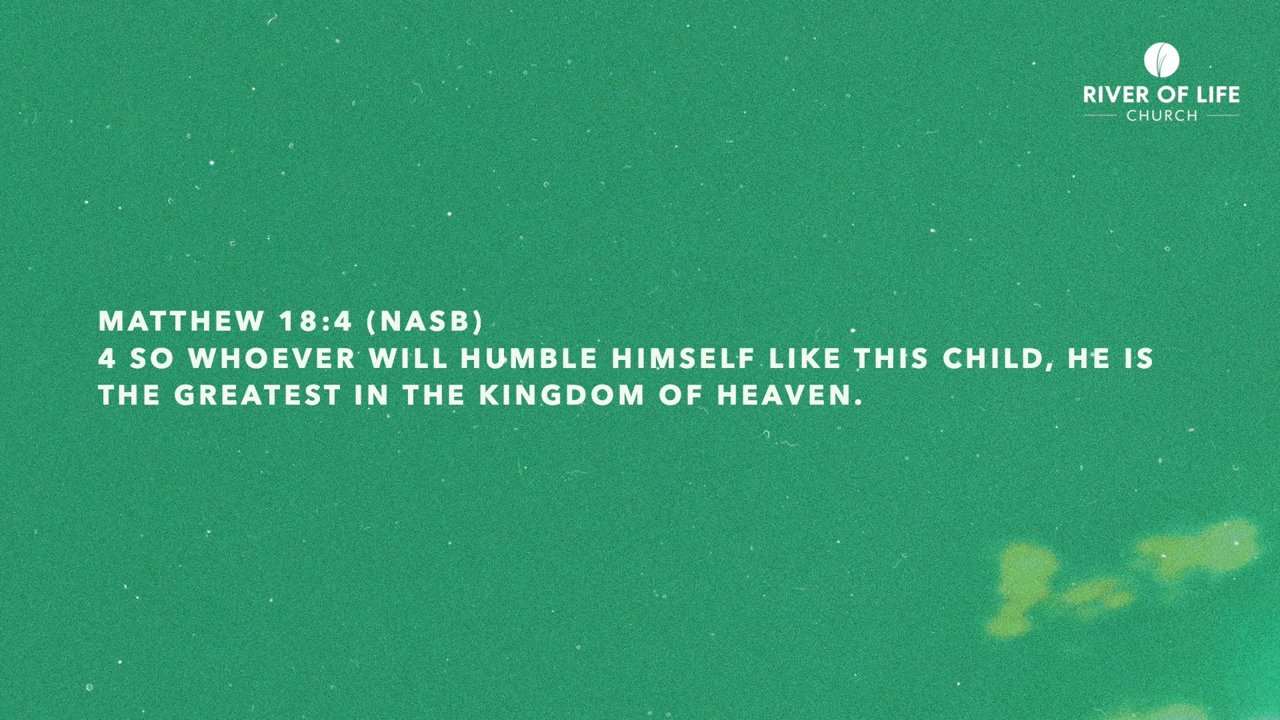 RIVER OF LIFE
CHURCH
MATTHEW 18:4 (NASB)
4 SO WHOEVER WILL HUMBLE HIMSELF LIKE THIS CHILD, HE IS
THE GREATEST IN THE KINGDOM OF HEAVEN.